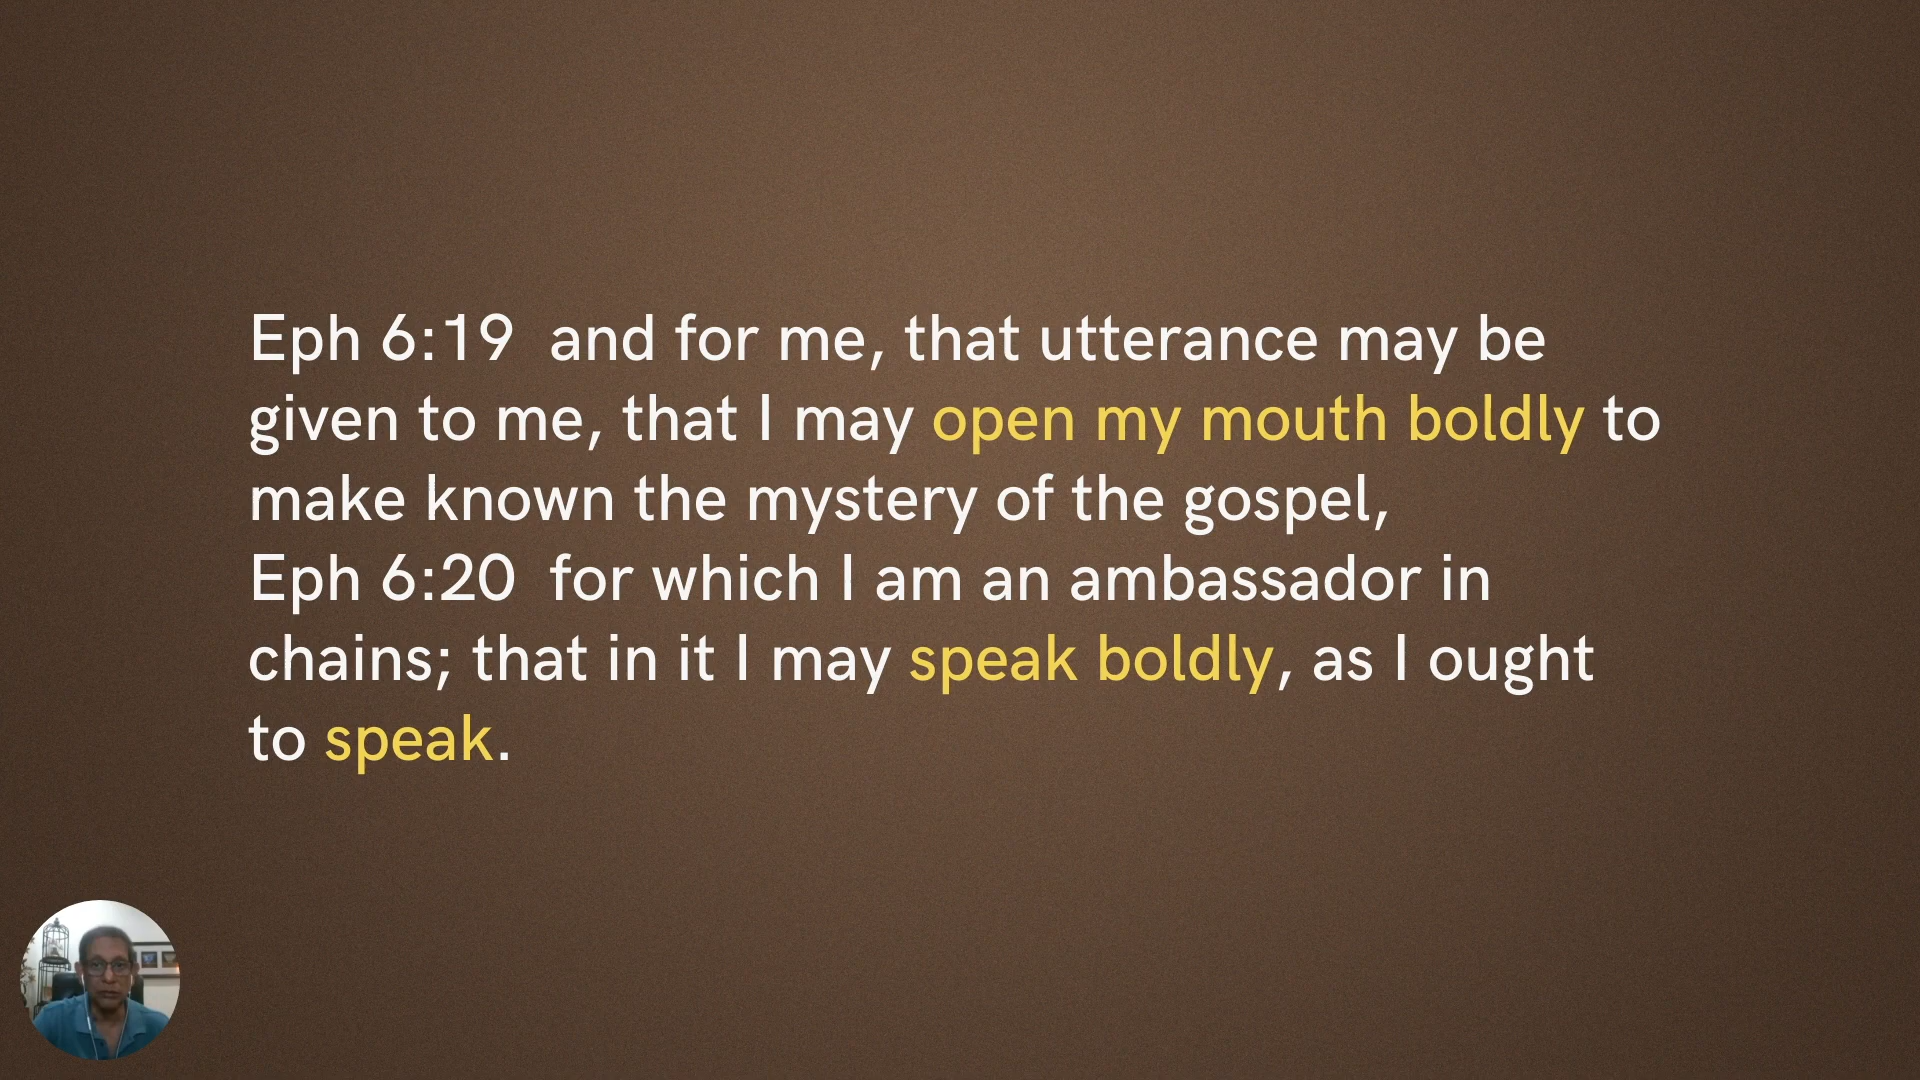 Eph 6:19  and for me, that utterance may be
given to me, that I may open my mouth boldly to
make known the mystery of the gospel,
Eph 6:20  for which I am an ambassador in
chains; that in it I may speak boldly, as I ought
to speak.